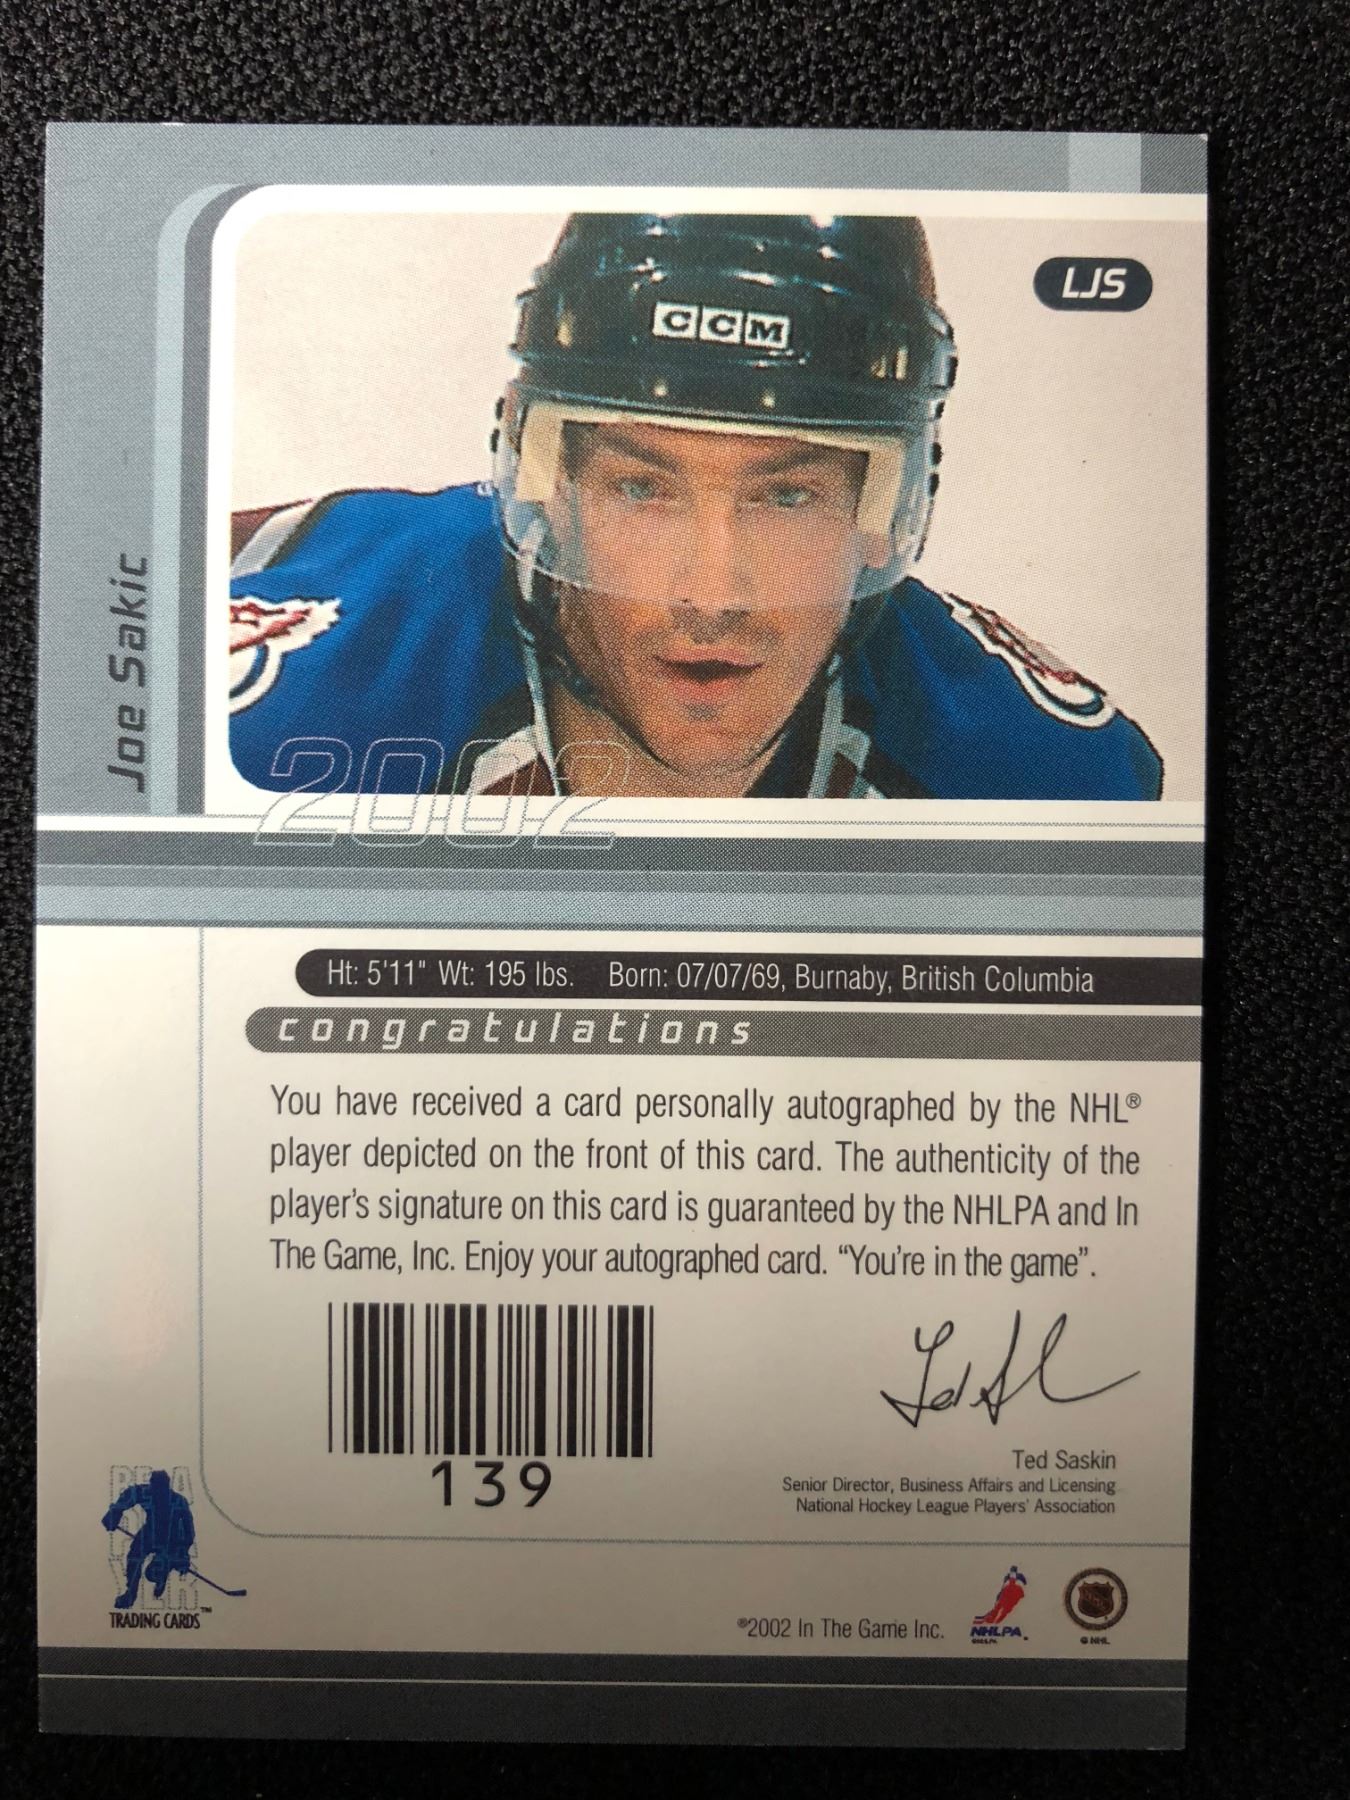 LJS
CCM
Joe Sakic
2002
Ht: 5'11" Wt: 195 lbs. Born: 07/07/69, Burnaby, British Columbia
congratulations
You have received a card personally autographed by the NHL®
player depicted on the front of this card. The authenticity of the
player's signature on this card is guaranteed by the NHLPA and In
The Game, Inc. Enjoy your autographed card. “You're in the game”.
139
Ted Saskin
Senior Director, Business Affairs and Licensing
National Hockey League Players' Association
BE A
PLAYER
TRADING CARDS™
©2002 In The Game Inc.
NHLPA
© NHL